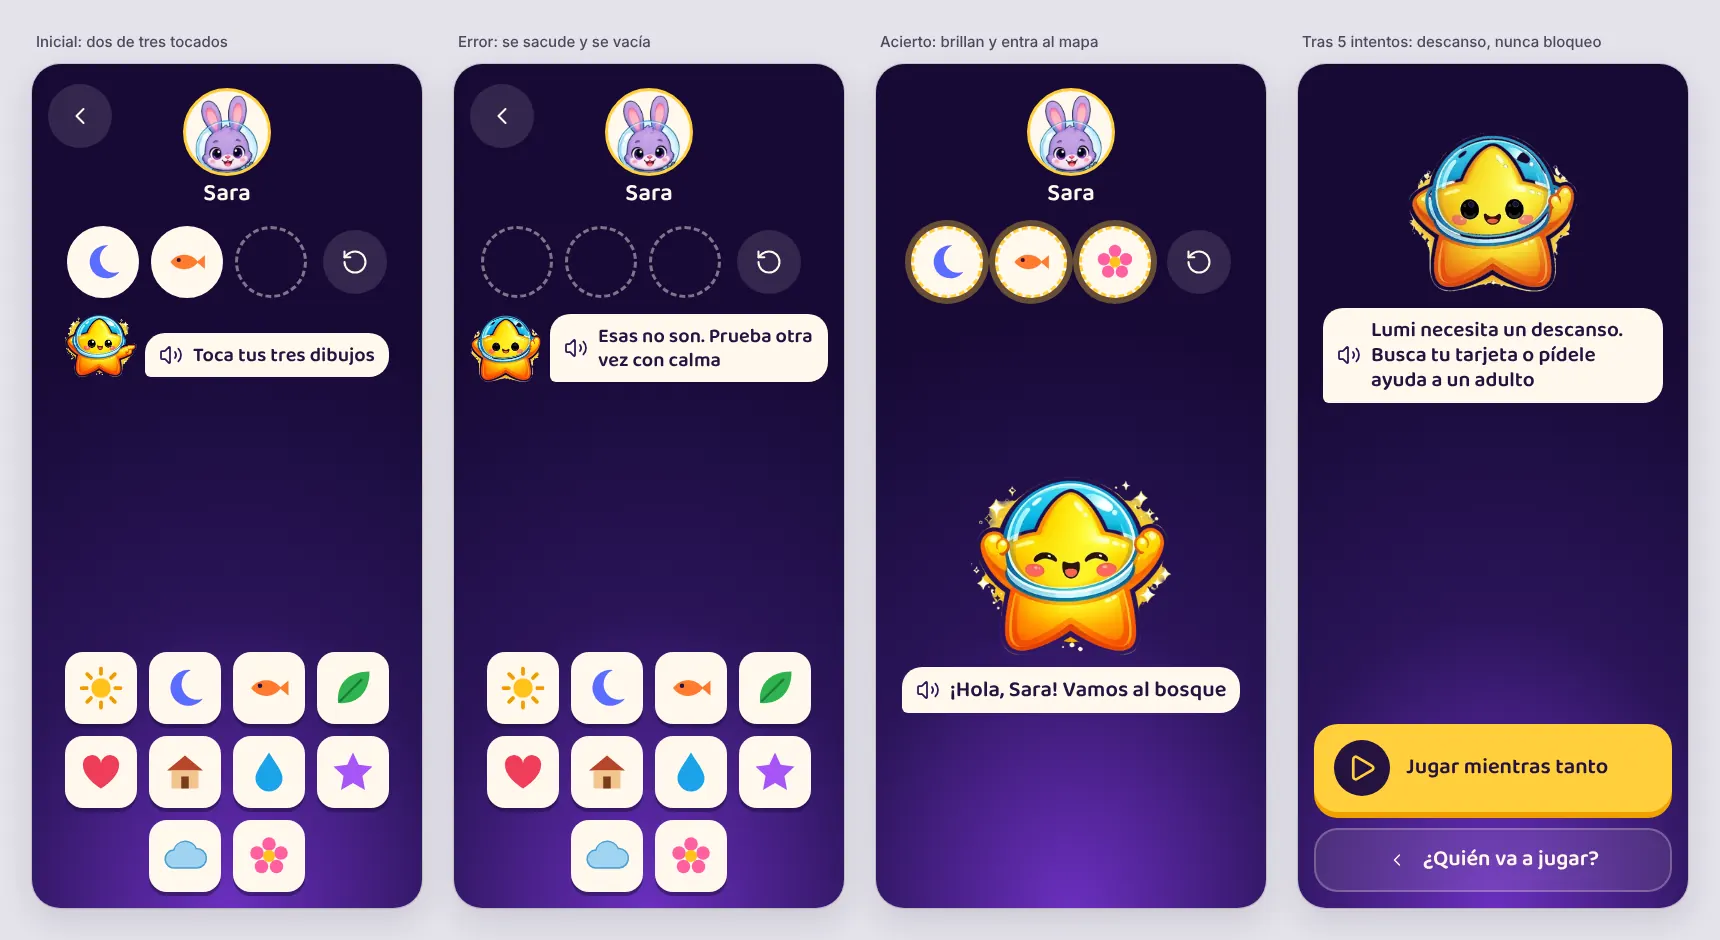 Inicial: dos de tres tocados
Sara
Toca tus tres dibujos
Error: se sacude y se vacía
Sara
Esas no son. Prueba otra
vez con calma
Acierto: brillan y entra al mapa
Sara
¡Hola, Sara! Vamos al bosque
Tras 5 intentos: descanso, nunca bloqueo
Lumi necesita un descanso.
Busca tu tarjeta o pídele
ayuda a un adulto
Jugar mientras tanto
¿Quién va a jugar?